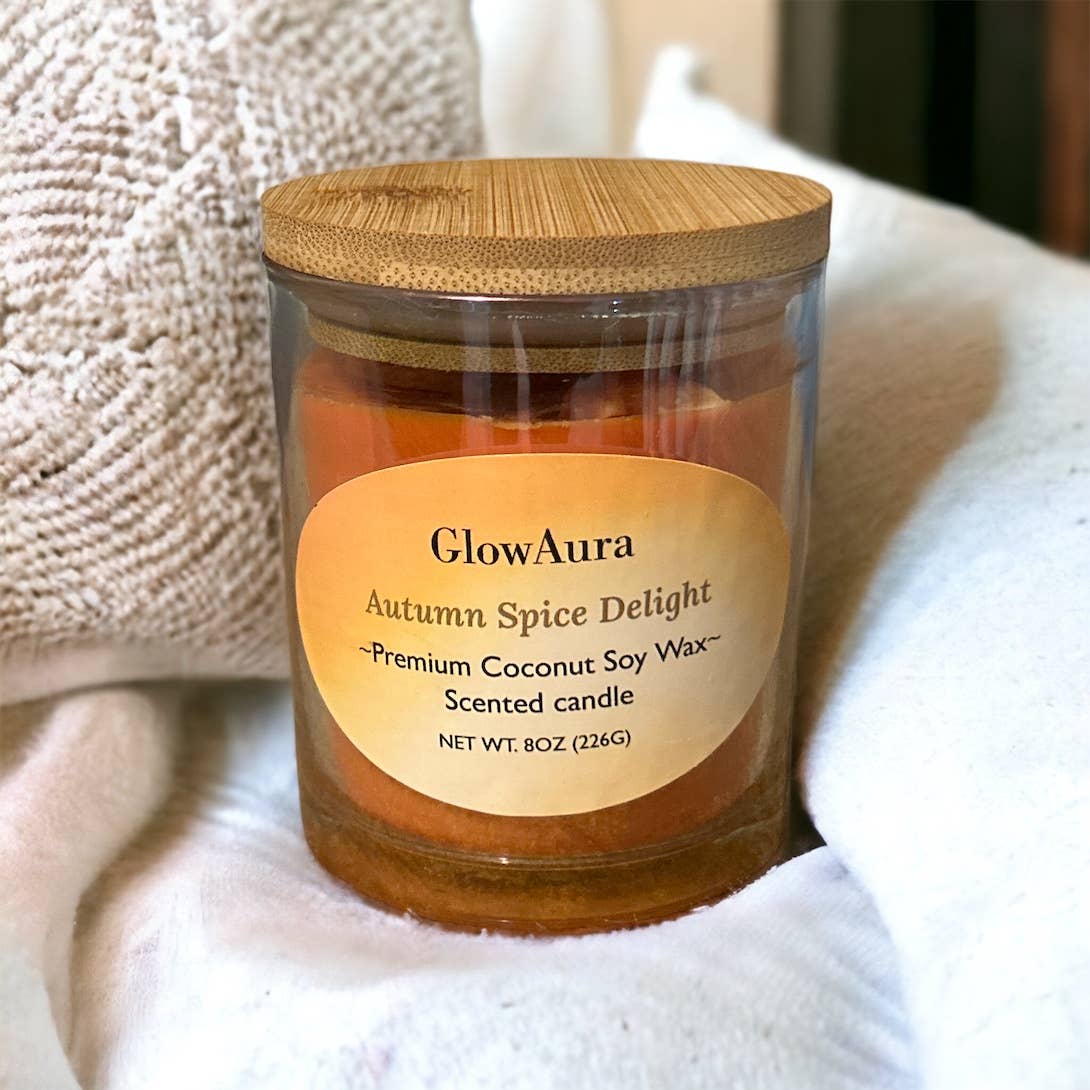 GlowAura
Autumn Spice Delight
~Premium Coconut Soy Wax~
Scented candle
NET WT. 8OZ (226G)